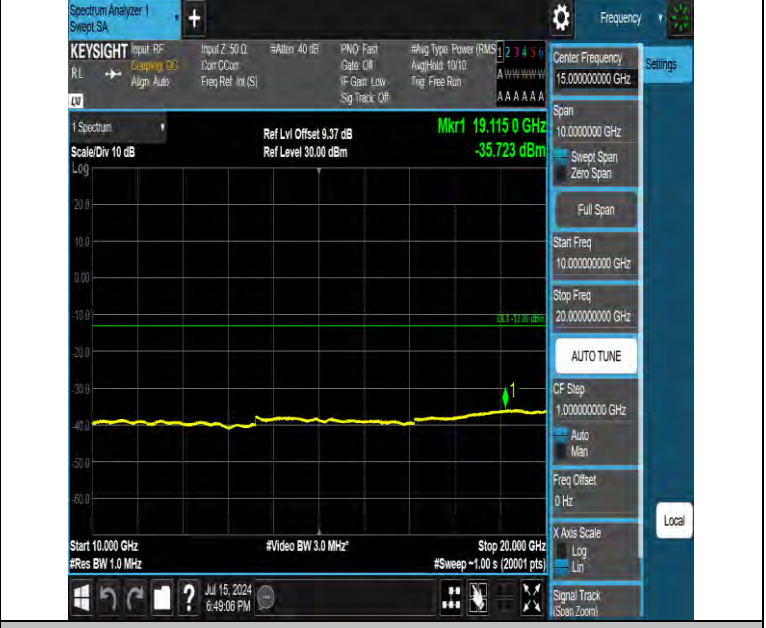 Spectrum Analyzer 1
Swept SA
+
Frequency
KEYSIGHT
RL
Input: RF
Coupling: DC
Align: Auto
Input Z: 50 Ω
Corr CCorr
Freq Ref: Int (S)
#Atten: 40 dB
PNO: Fast
Gate: Off
IF Gain: Low
Sig Track: Off
#Avg Type: Power (RMS
Avg|Hold: 10/10
Trig: Free Run
1 2 3 4 5 6
A W W W W W
A A A A A A
LXI
1 Spectrum
Scale/Div 10 dB
Ref Lvl Offset 9.37 dB
Ref Level 30.00 dBm
Mkr1 19.115 0 GHz
-35.723 dBm
Log
20.0
10.0
0.00
-10.0
DL1 -13.00 dBm
-20.0
-30.0
1
-40.0
-50.0
-60.0
Start 10.000 GHz
#Res BW 1.0 MHz
#Video BW 3.0 MHz*
Stop 20.000 GHz
#Sweep ~1.00 s (20001 pts)
?
Jul 15, 2024
6:49:06 PM
Center Frequency
15.000000000 GHz
Settings
Span
10.0000000 GHz
Swept Span
Zero Span
Full Span
Start Freq
10.000000000 GHz
Stop Freq
20.000000000 GHz
AUTO TUNE
CF Step
1.000000000 GHz
Auto
Man
Freq Offset
0 Hz
X Axis Scale
Log
Lin
Local
Signal Track
(Span Zoom)